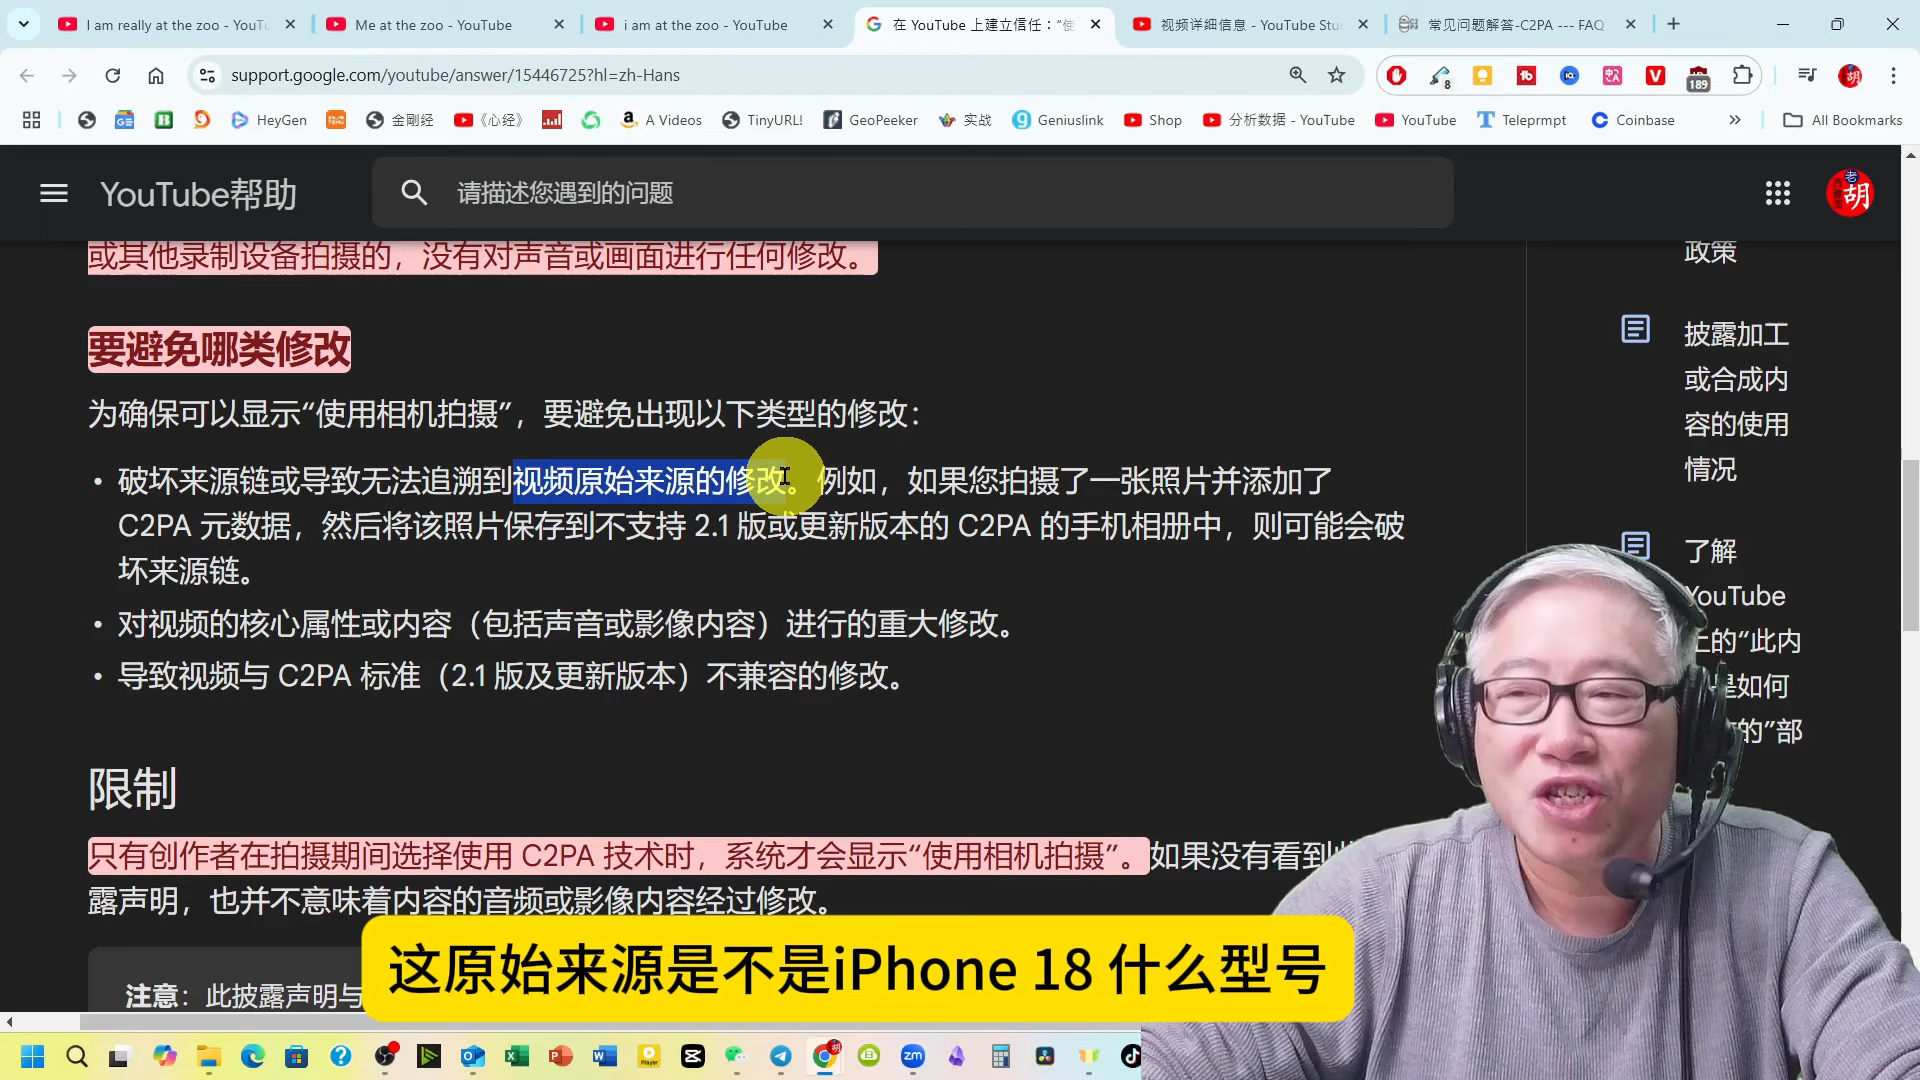 I am really at the zoo - YouTu
Me at the zoo - YouTube
i am at the zoo - YouTube
在 YouTube 上建立信任：“使
视频详细信息 - YouTube Stu
常见问题解答-C2PA --- FAQ
support.google.com/youtube/answer/15446725?hl=zh-Hans
8
189
HeyGen
金刚经
《心经》
A Videos
TinyURL!
GeoPeeker
实战
Geniuslink
Shop
分析数据 - YouTube
YouTube
Teleprmpt
Coinbase
All Bookmarks
YouTube帮助
请描述您遇到的问题
老
胡
或其他录制设备拍摄的，没有对声音或画面进行任何修改。
要避免哪类修改
为确保可以显示“使用相机拍摄”，要避免出现以下类型的修改：
• 破坏来源链或导致无法追溯到视频原始来源的修改。例如，如果您拍摄了一张照片并添加了
C2PA 元数据，然后将该照片保存到不支持 2.1 版或更新版本的 C2PA 的手机相册中，则可能会破
坏来源链。
• 对视频的核心属性或内容（包括声音或影像内容）进行的重大修改。
• 导致视频与 C2PA 标准（2.1 版及更新版本）不兼容的修改。
限制
只有创作者在拍摄期间选择使用 C2PA 技术时，系统才会显示“使用相机拍摄”。如果没有看到
露声明，也并不意味着内容的音频或影像内容经过修改。
注意：此披露声明与
政策
披露加工
或合成内
容的使用
情况
了解
YouTube
上的“此内
是如何
的”部
这原始来源是不是iPhone 18 什么型号
zm